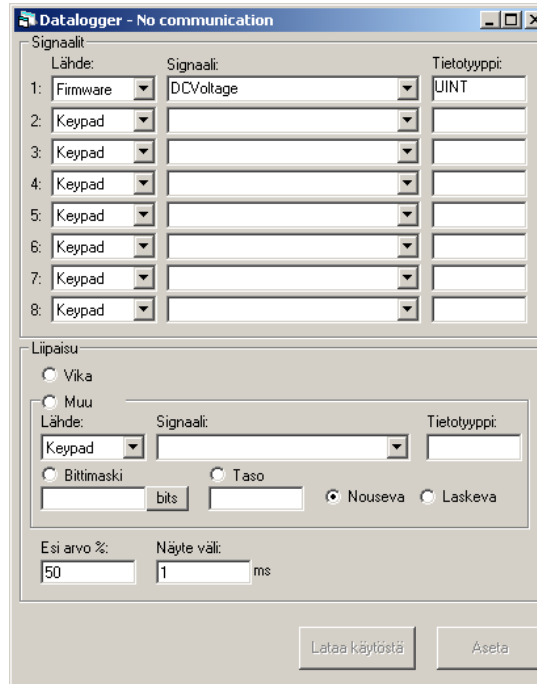 Datalogger - No communication
Signaalit
Lähde: Signaali: Tietotyyppi:
1: Firmware DCVoltage UINT
2: Keypad
3: Keypad
4: Keypad
5: Keypad
6: Keypad
7: Keypad
8: Keypad
Liipaisu
Vika
Muu
Lähde: Signaali: Tietotyyppi:
Keypad
Bittimaski Taso
bits Nouseva Laskeva
Esi arvo %: Näyte väli:
50 1 ms
Lataa käytöstä Aseta